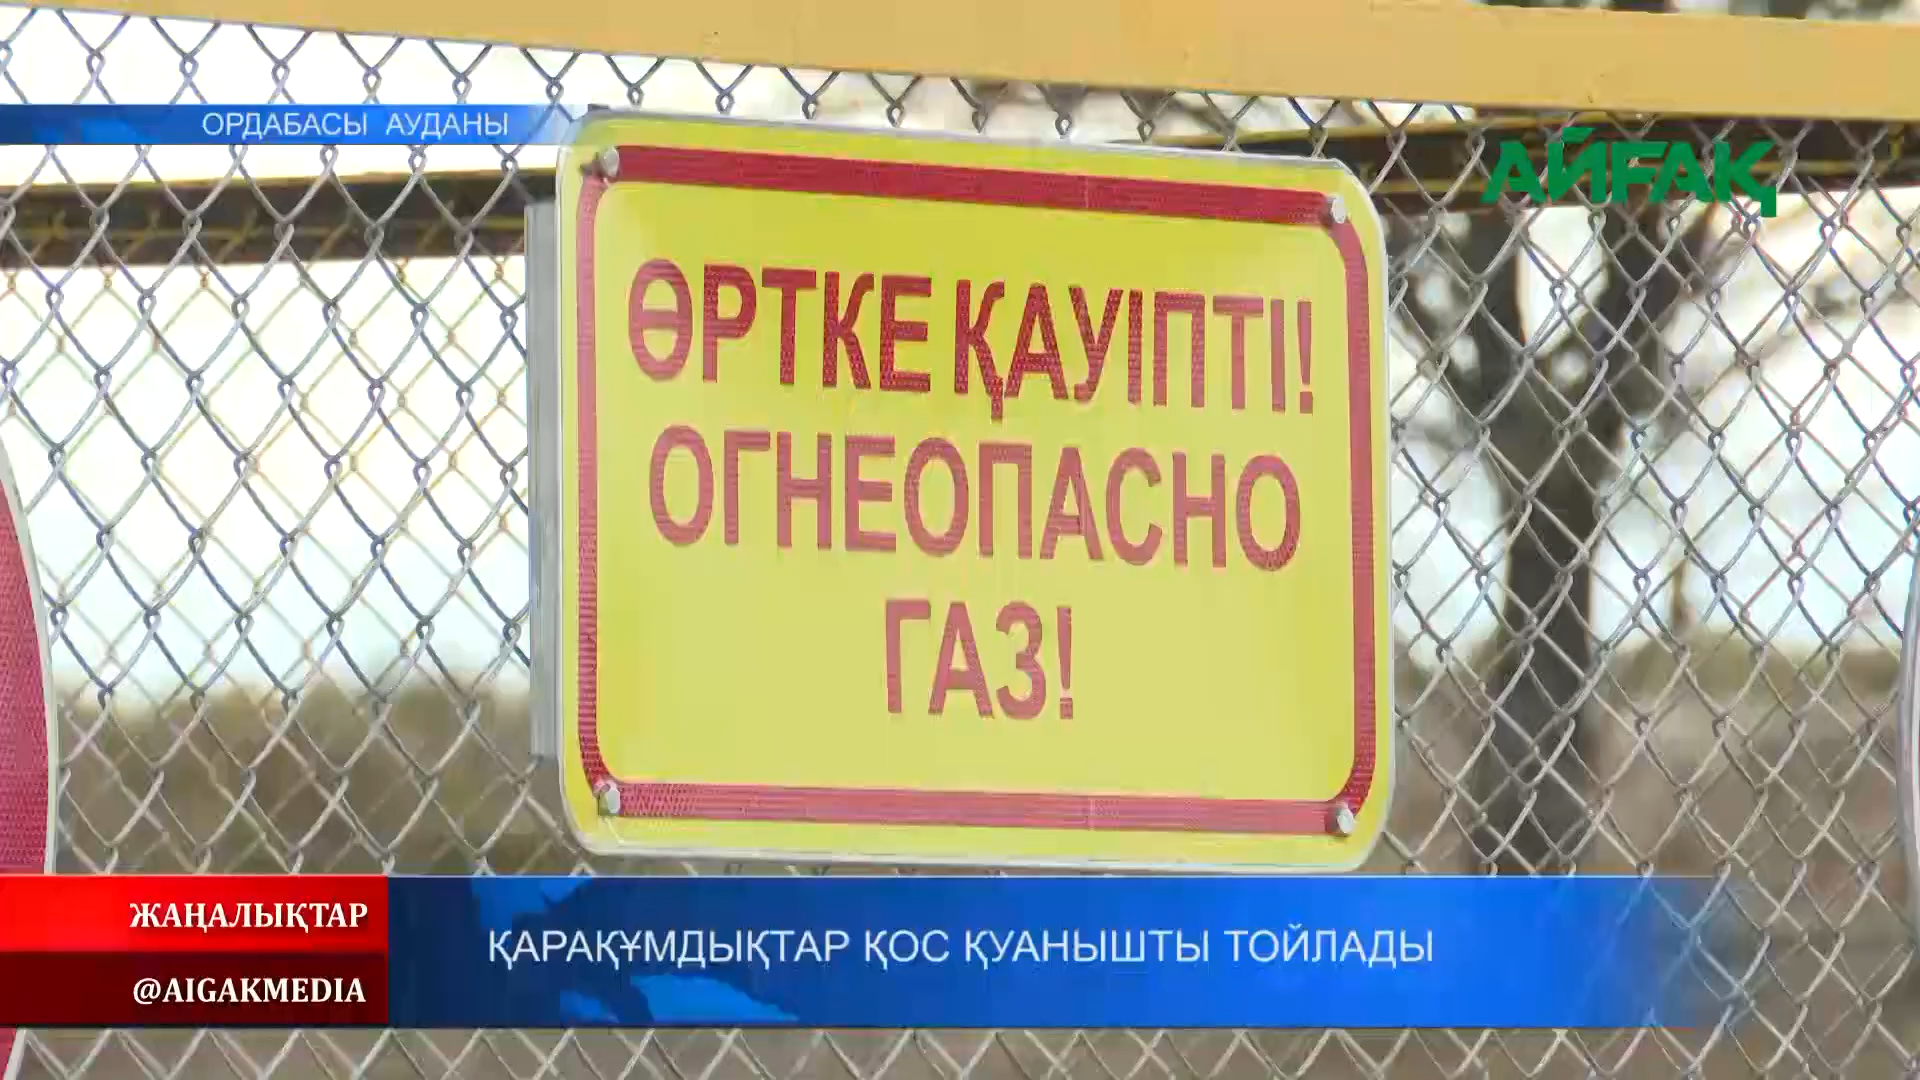 ОРДАБАСЫ АУДАНЫ
АЙҒАҚ
ӨРТКЕ ҚАУІПТІ!
ОГНЕОПАСНО
ГАЗ!
ЖАҢАЛЫҚТАР
@AIGAKMEDIA
ҚАРАҚҰМДЫҚТАР ҚОС ҚУАНЫШТЫ ТОЙЛАДЫ